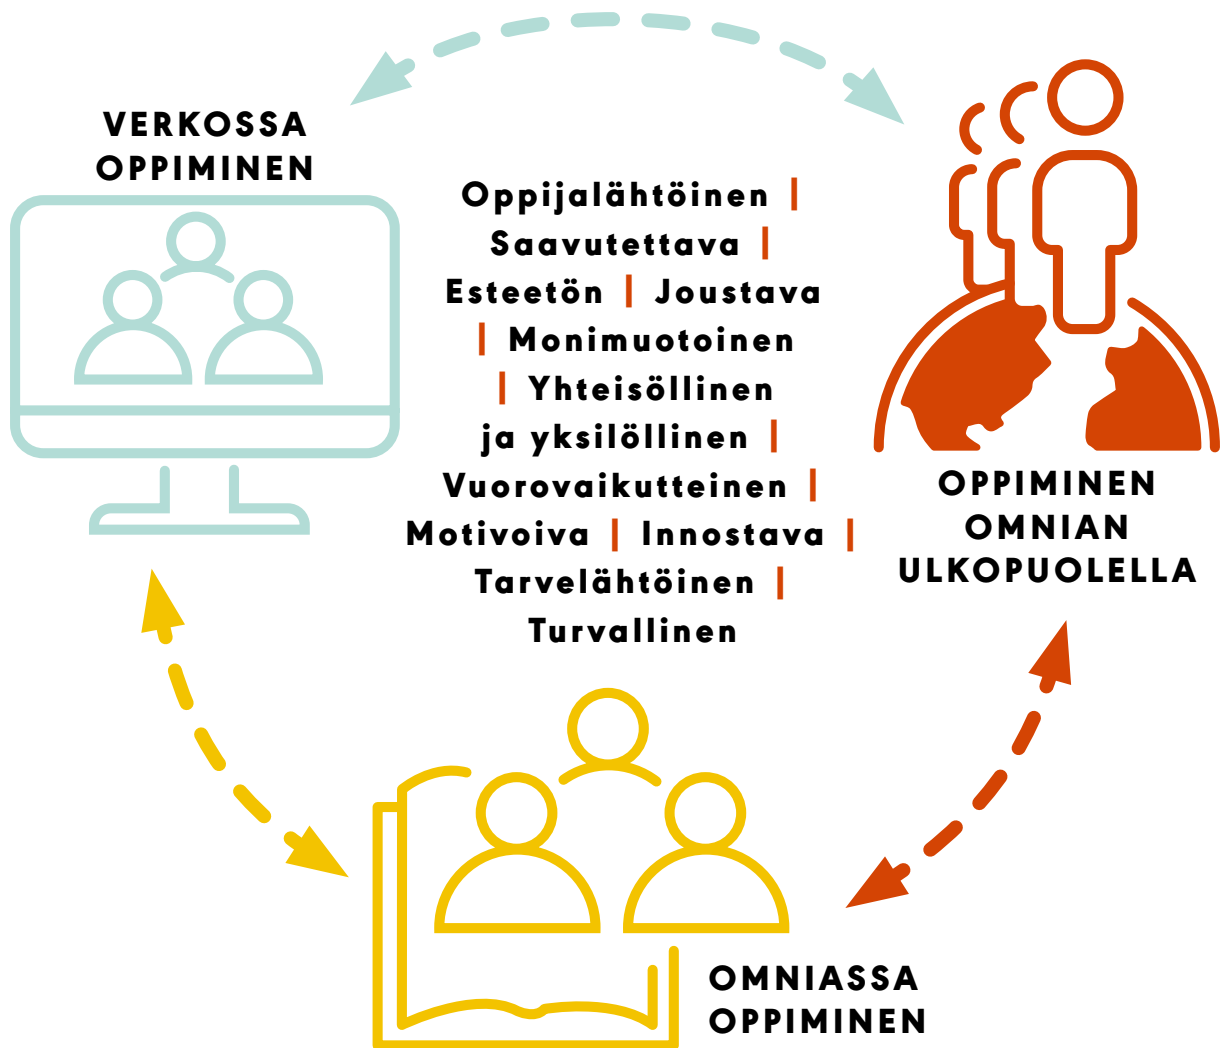 VERKOSSA
OPPIMINEN
Oppijalähtöinen |
Saavutettava |
Esteetön | Joustava
| Monimuotoinen
| Yhteisöllinen
ja yksilöllinen |
Vuorovaikutteinen |
Motivoiva | Innostava |
Tarvelähtöinen |
Turvallinen
OPPIMINEN
OMNIAN
ULKOPUOLELLA
OMNIASSA
OPPIMINEN